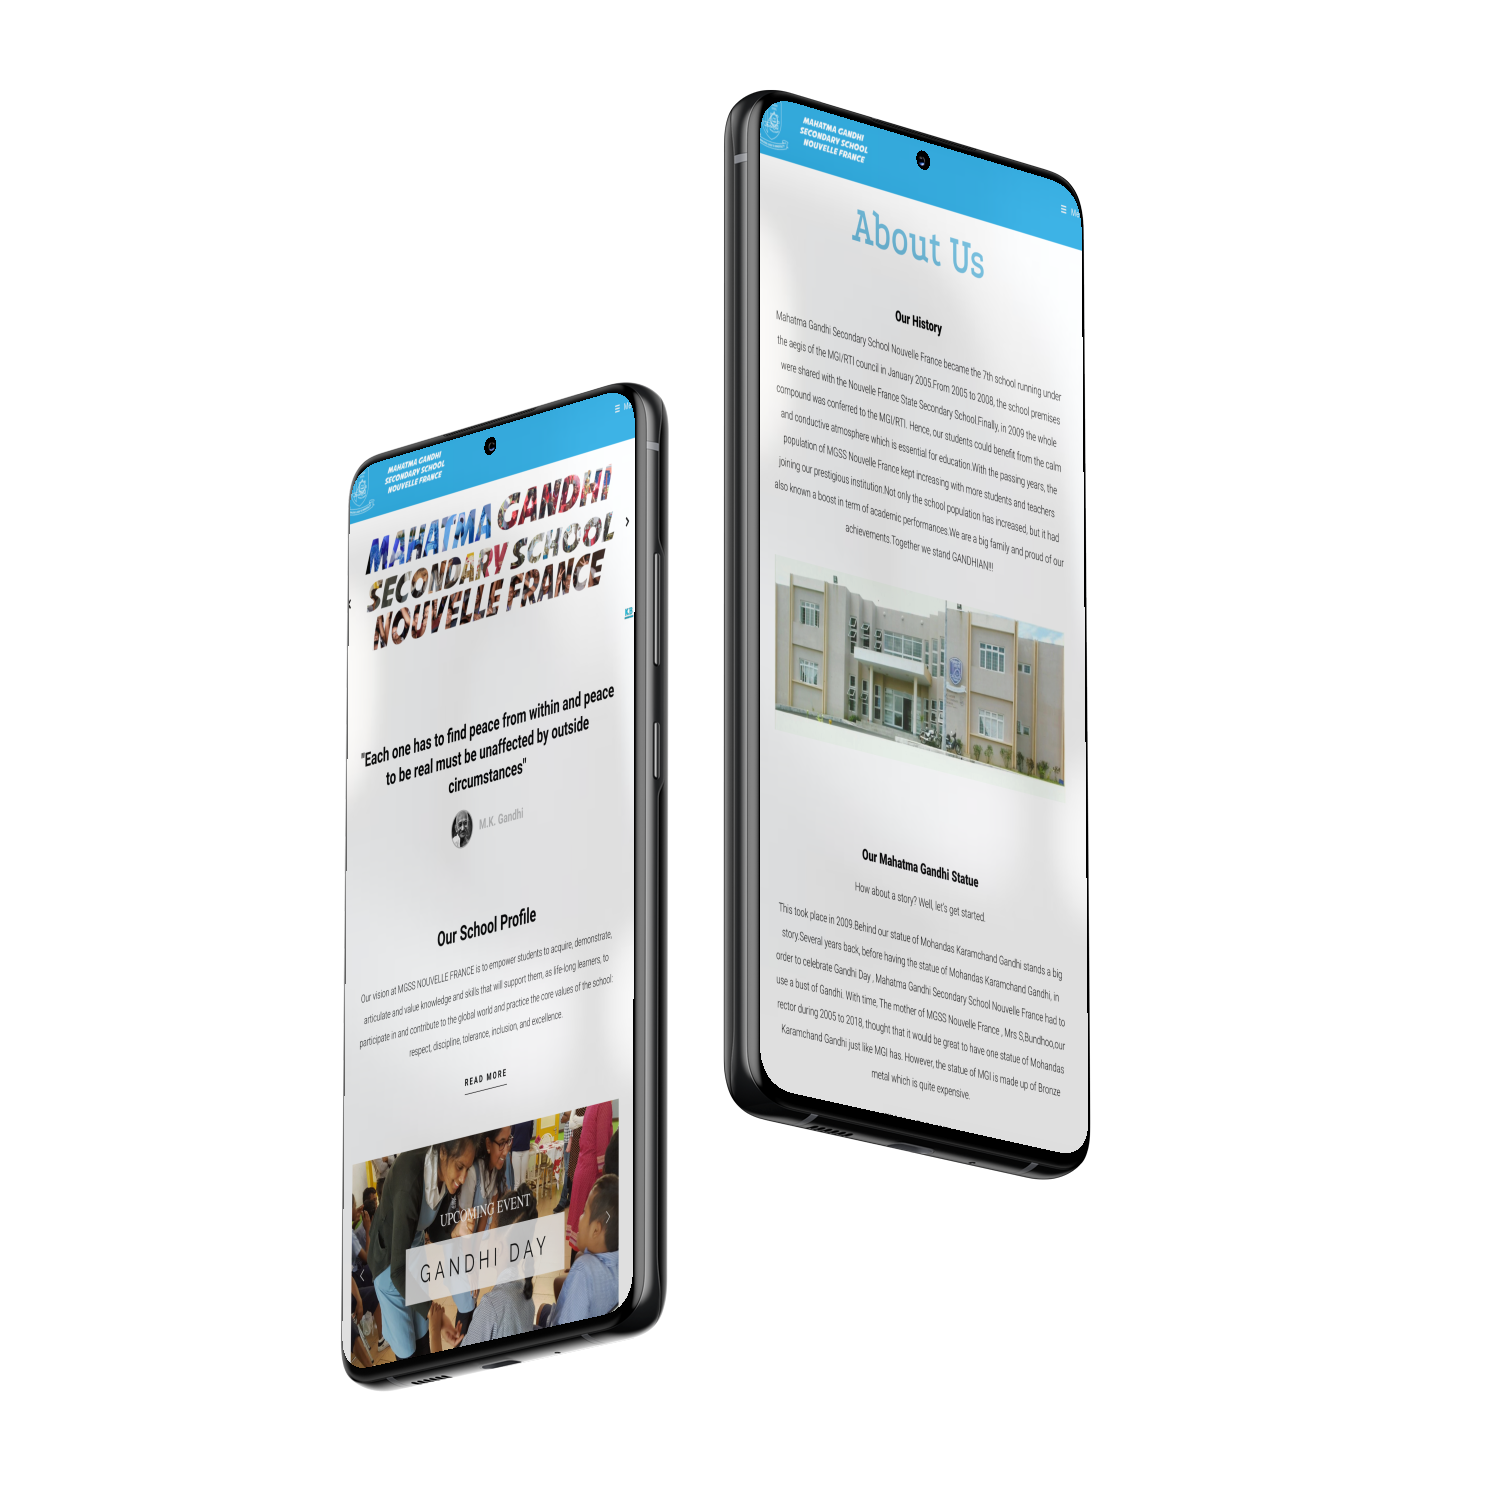 MAHATMA GANDHI
SECONDARY SCHOOL
NOUVELLE FRANCE
MAHATMA GANDHI
SECONDARY SCHOOL
NOUVELLE FRANCE
"Each one has to find peace from within and peace
to be real must be unaffected by outside
circumstances"
M.K. Gandhi
Our School Profile
Our vision at MGSS NOUVELLE FRANCE is to empower students to acquire, demonstrate,
articulate and value knowledge and skills that will support them, as life-long learners, to
participate in and contribute to the global world and practice the core values of the school:
respect, discipline, tolerance, inclusion, and excellence.
READ MORE
UPCOMING EVENT
GANDHI DAY
MAHATMA GANDHI
SECONDARY SCHOOL
NOUVELLE FRANCE
About Us
Our History
Mahatma Gandhi Secondary School Nouvelle France became the 7th school running under
the aegis of the MGI/RTI council in January 2005.From 2005 to 2008, the school premises
were shared with the Nouvelle France State Secondary School.Finally, in 2009 the whole
compound was conferred to the MGI/RTI. Hence, our students could benefit from the calm
and conductive atmosphere which is essential for education.With the passing years, the
population of MGSS Nouvelle France kept increasing with more students and teachers
joining our prestigious institution.Not only the school population has increased, but it had
also known a boost in term of academic performances.We are a big family and proud of our
achievements.Together we stand GANDHIAN!!!
Our Mahatma Gandhi Statue
How about a story? Well, let's get started.
This took place in 2009.Behind our statue of Mohandas Karamchand Gandhi stands a big
story.Several years back, before having the statue of Mohandas Karamchand Gandhi, in
order to celebrate Gandhi Day , Mahatma Gandhi Secondary School Nouvelle France had to
use a bust of Gandhi. With time, The mother of MGSS Nouvelle France , Mrs S,Bundhoo,our
rector during 2005 to 2018, thought that it would be great to have one statue of Mohandas
Karamchand Gandhi just like MGI has. However, the statue of MGI is made up of Bronze
metal which is quite expensive.